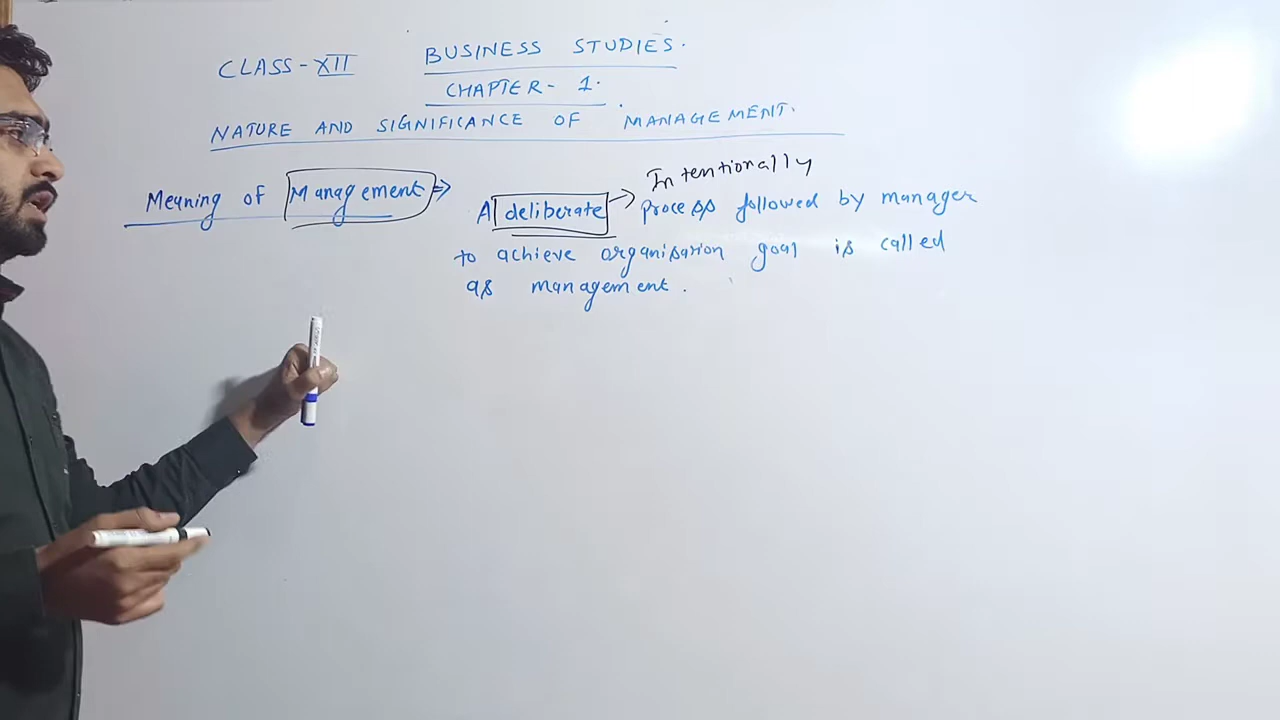 CLASS-XII BUSINESS STUDIES.
CHAPTER- 1.
NATURE AND SIGNIFICANCE OF MANAGEMENT.
Meaning of Management ⇒ A deliberate → Intentionally
process followed by manager
to achieve organisation goal is called
as management.